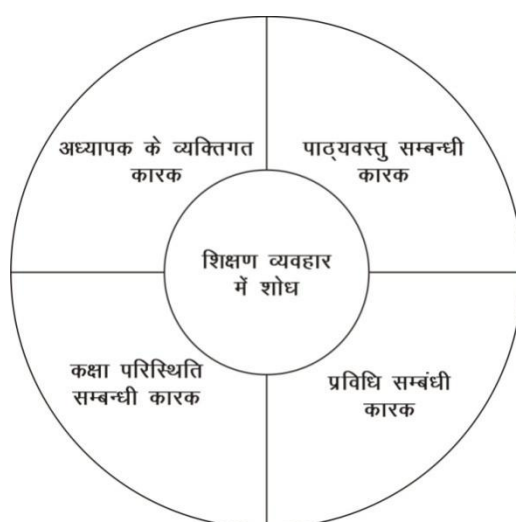 अध्यापक के व्यक्तिगत
कारक
पाठ्यवस्तु सम्बन्धी
कारक
शिक्षण व्यवहार
में शोध
कक्षा परिस्थिति
सम्बन्धी कारक
प्रविधि सम्बंधी
कारक